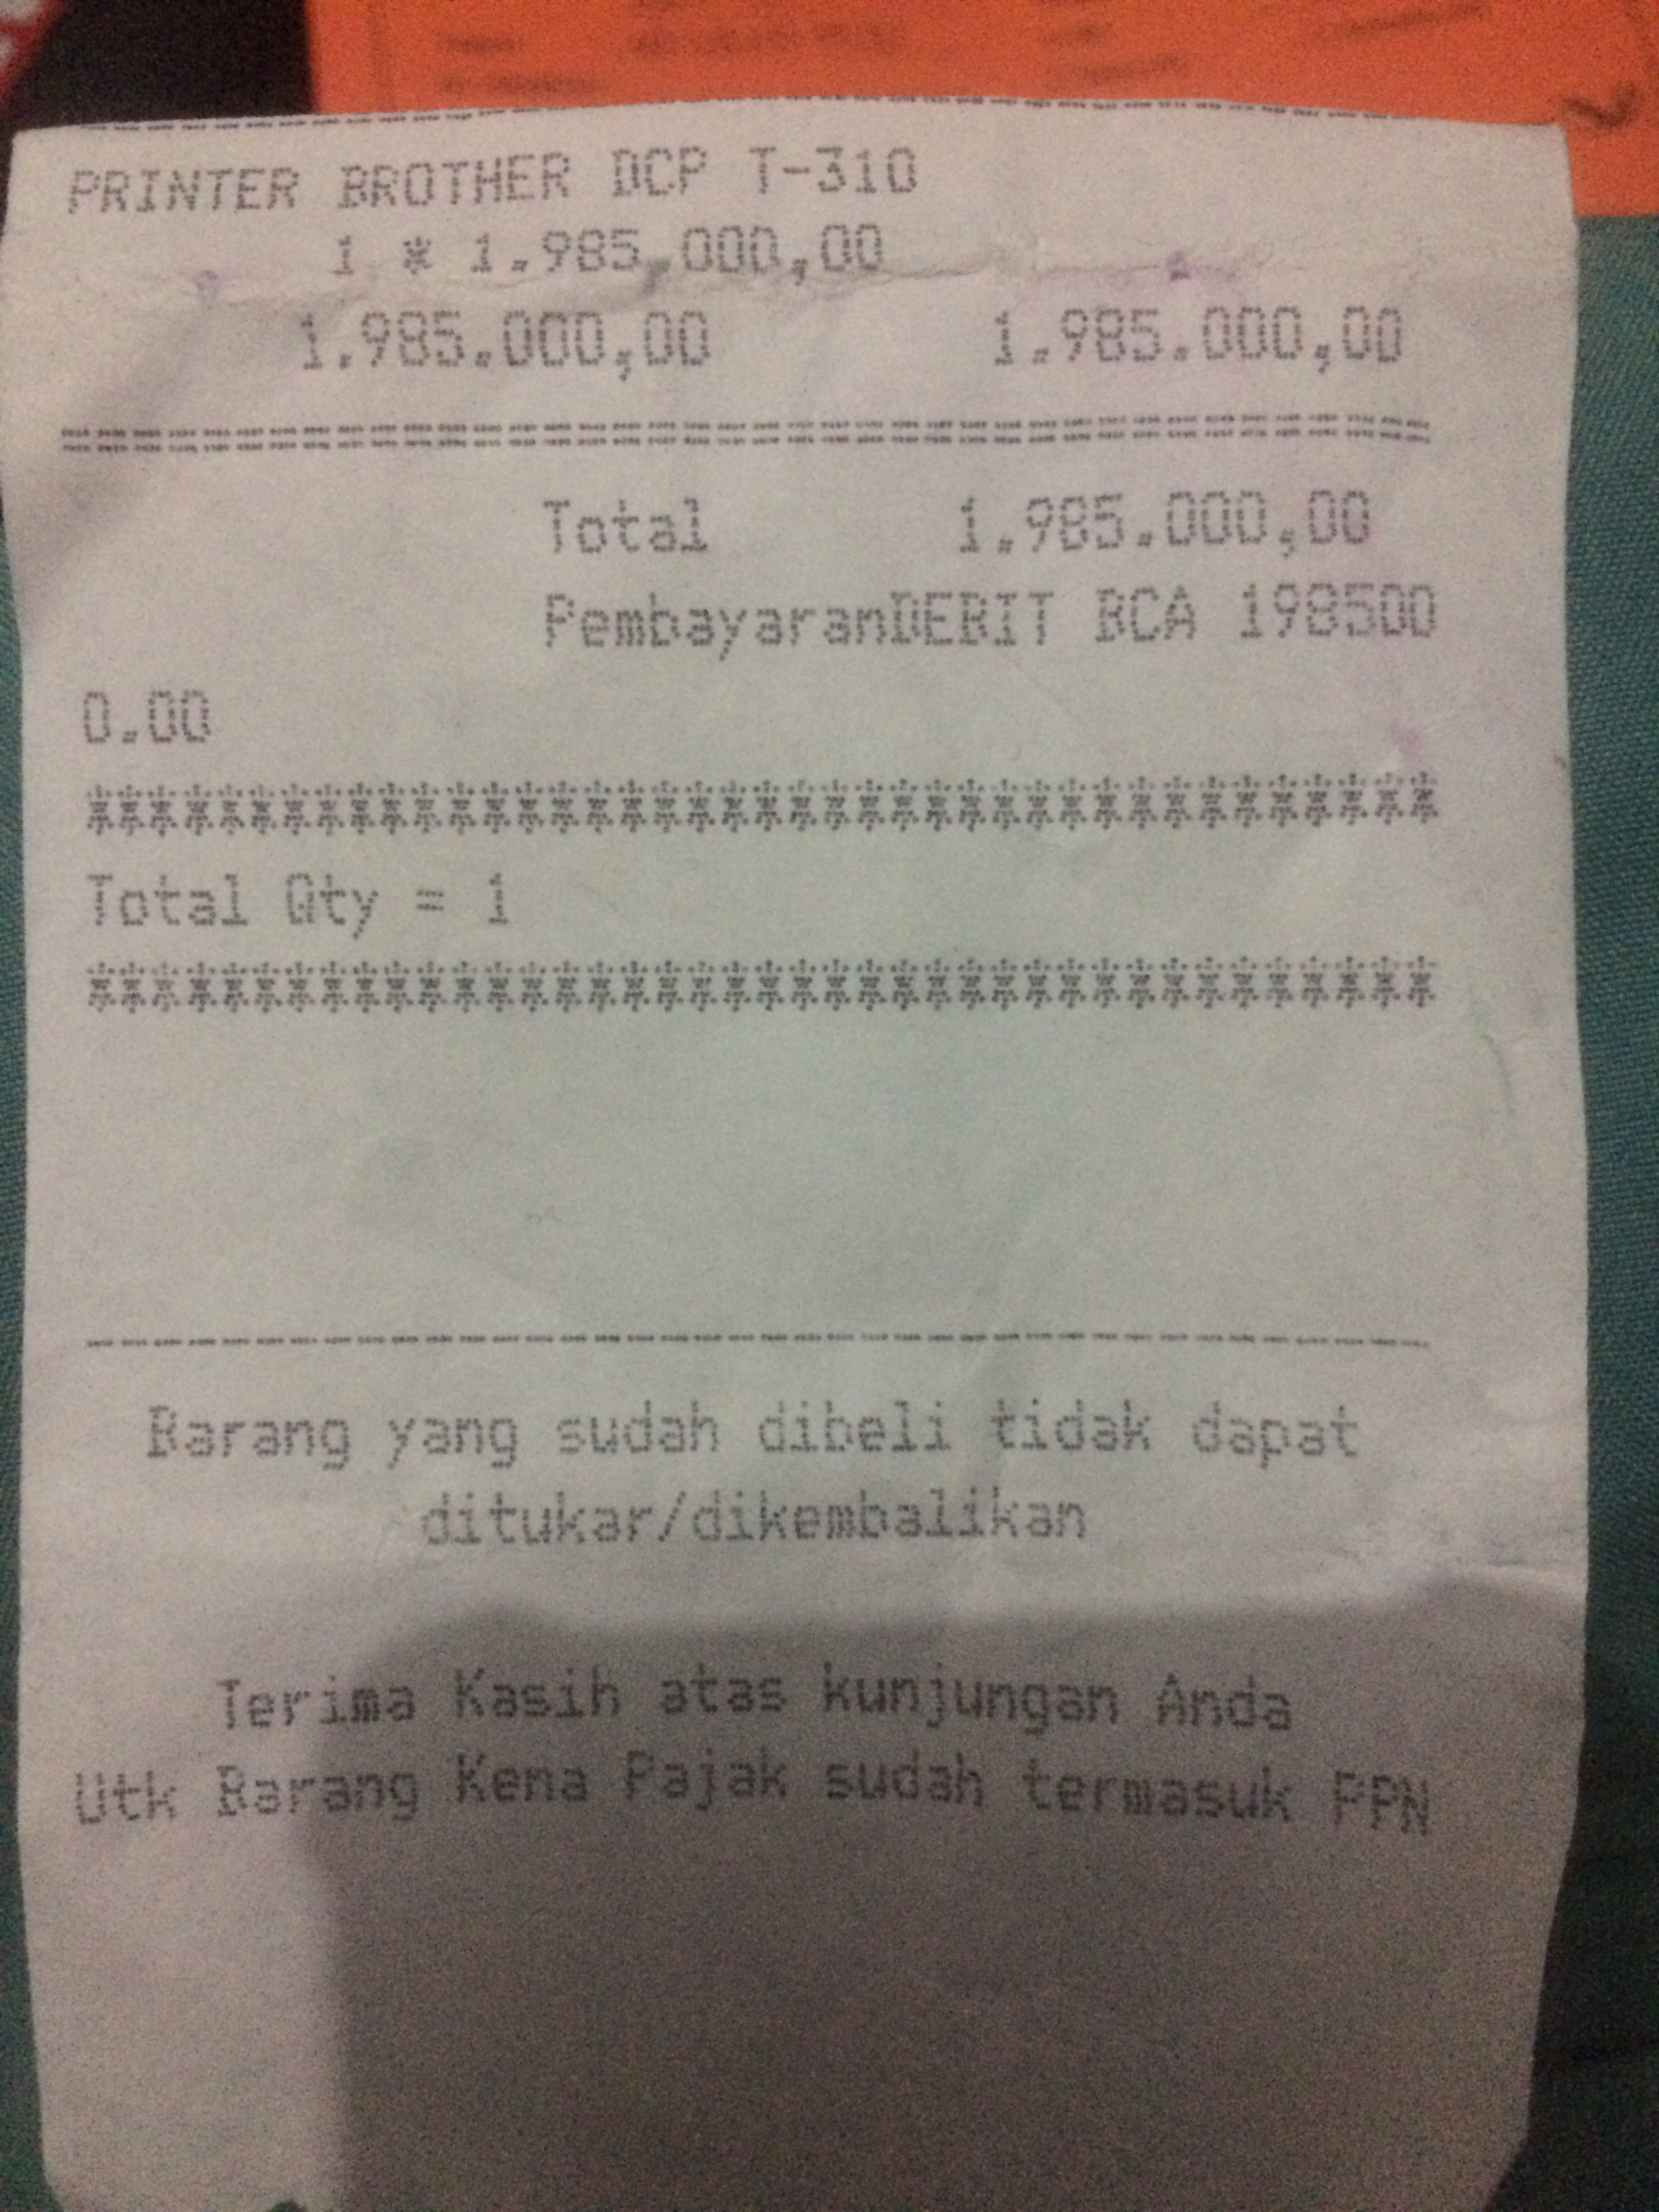 PRINTER BROTHER DCP T-310
1 * 1.985.000,00
1.985.000,00 1.985.000,00
Total 1.985.000,00
PembayaranDEBIT BCA 198500
0.00
****************************************
Total Qty = 1
****************************************
Barang yang sudah dibeli tidak dapat
ditukar/dikembalikan
Terima Kasih atas kunjungan Anda
Utk Barang Kena Pajak sudah termasuk PPN